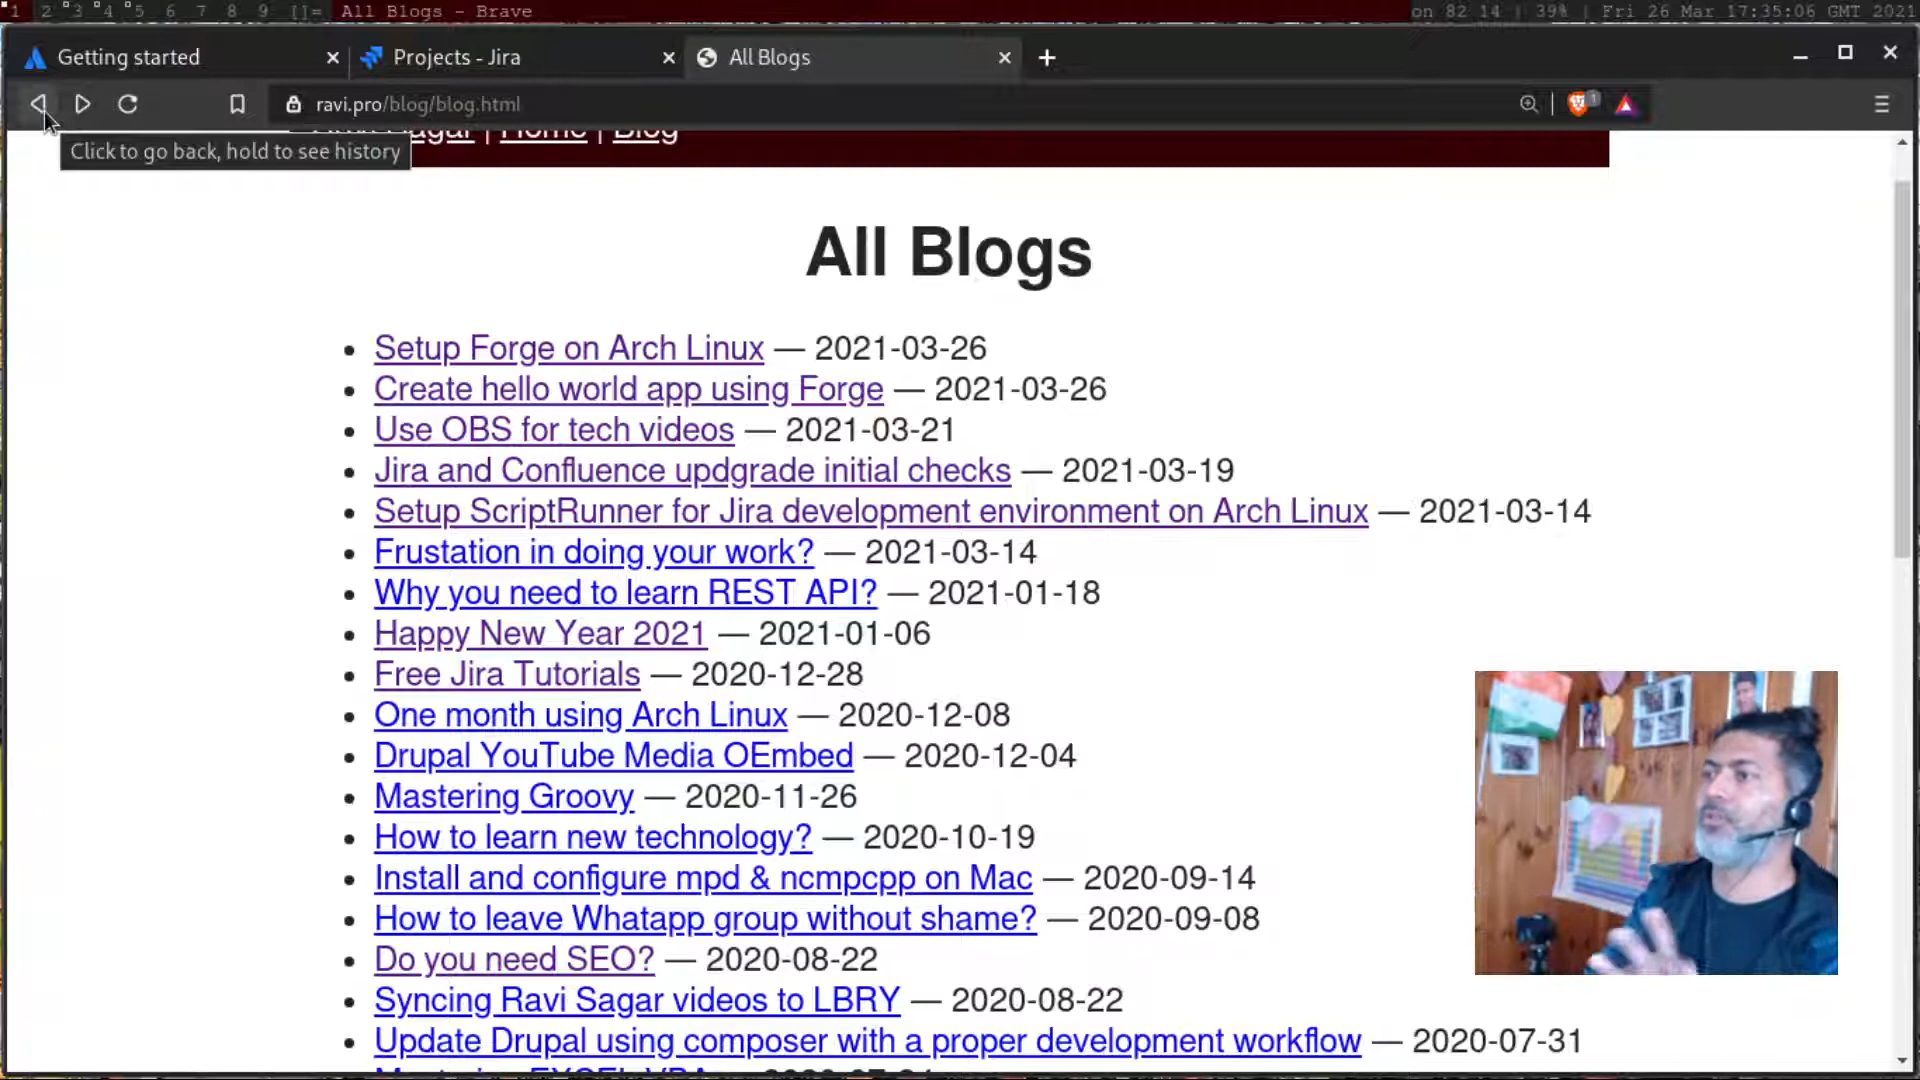 1 2 3 4 5 6 7 8 9 []= All Blogs - Brave on 82 14 | 39% | Fri 26 Mar 17:35:06 GMT 2021
Getting started Projects - Jira All Blogs
ravi.pro/blog/blog.html 1
Sagar | Home | Blog
Click to go back, hold to see history
All Blogs
Setup Forge on Arch Linux — 2021-03-26
Create hello world app using Forge — 2021-03-26
Use OBS for tech videos — 2021-03-21
Jira and Confluence updgrade initial checks — 2021-03-19
Setup ScriptRunner for Jira development environment on Arch Linux — 2021-03-14
Frustation in doing your work? — 2021-03-14
Why you need to learn REST API? — 2021-01-18
Happy New Year 2021 — 2021-01-06
Free Jira Tutorials — 2020-12-28
One month using Arch Linux — 2020-12-08
Drupal YouTube Media OEmbed — 2020-12-04
Mastering Groovy — 2020-11-26
How to learn new technology? — 2020-10-19
Install and configure mpd & ncmpcpp on Mac — 2020-09-14
How to leave Whatapp group without shame? — 2020-09-08
Do you need SEO? — 2020-08-22
Syncing Ravi Sagar videos to LBRY — 2020-08-22
Update Drupal using composer with a proper development workflow — 2020-07-31